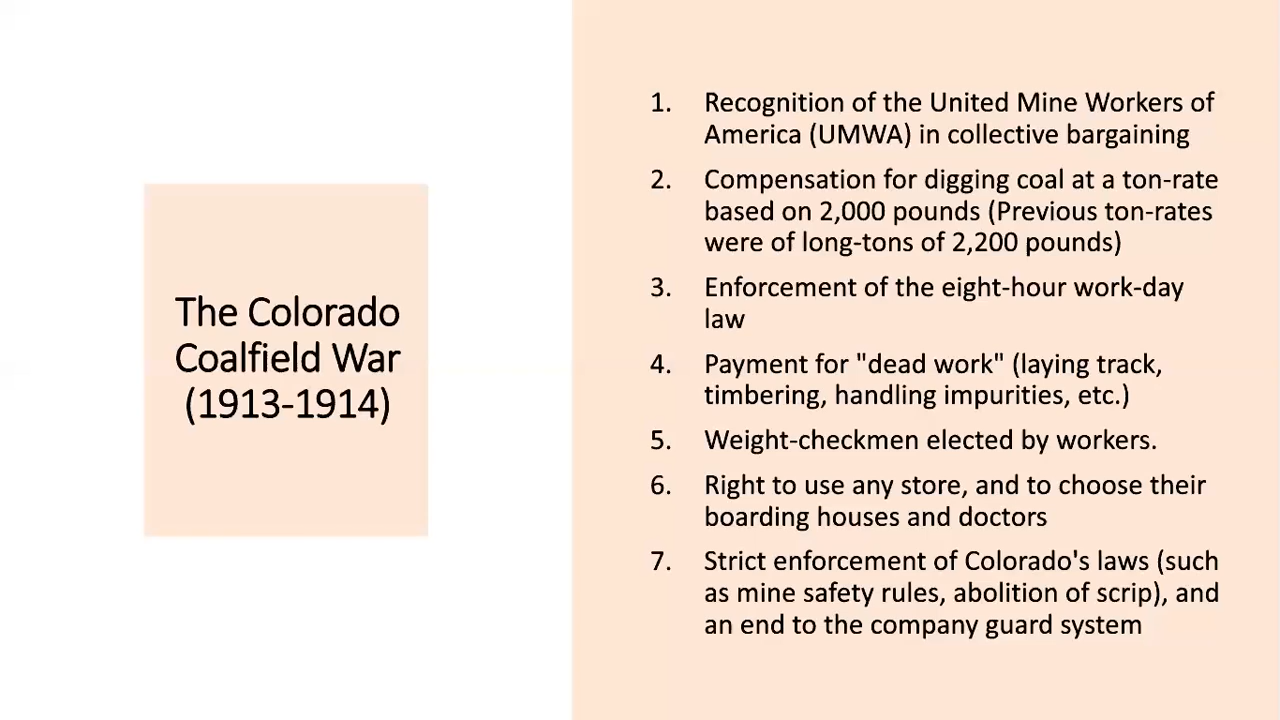 The Colorado
Coalfield War
(1913-1914)
1. Recognition of the United Mine Workers of
America (UMWA) in collective bargaining
2. Compensation for digging coal at a ton-rate
based on 2,000 pounds (Previous ton-rates
were of long-tons of 2,200 pounds)
3. Enforcement of the eight-hour work-day
law
4. Payment for "dead work" (laying track,
timbering, handling impurities, etc.)
5. Weight-checkmen elected by workers.
6. Right to use any store, and to choose their
boarding houses and doctors
7. Strict enforcement of Colorado's laws (such
as mine safety rules, abolition of scrip), and
an end to the company guard system